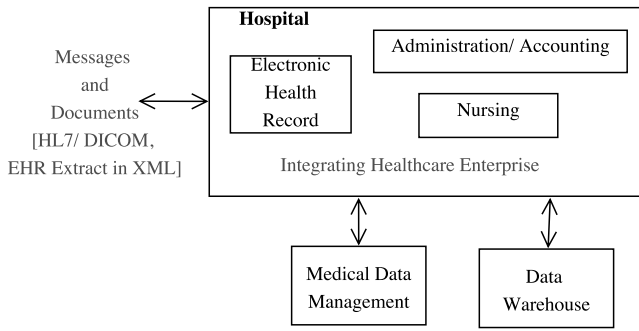 Hospital
Messages
and
Documents
[HL7/ DICOM,
EHR Extract in XML]
Electronic
Health
Record
Administration/ Accounting
Nursing
Integrating Healthcare Enterprise
Medical Data
Management
Data
Warehouse